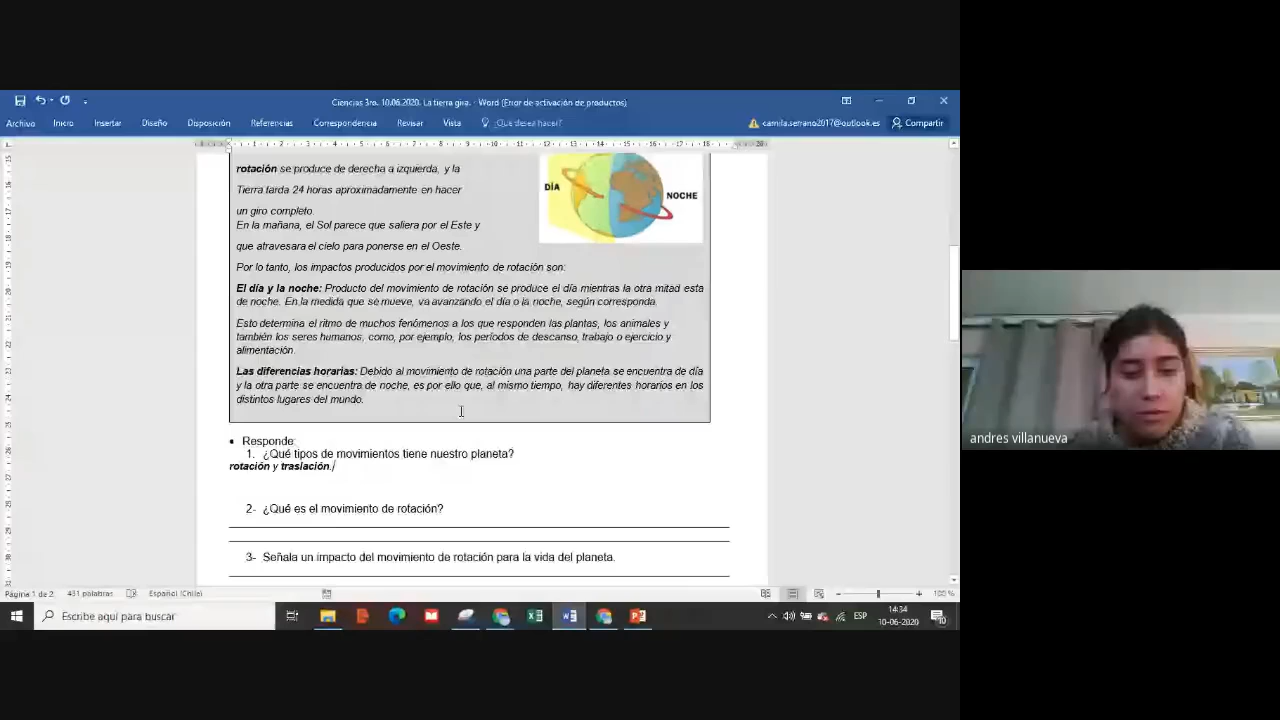 Ciencias 3ro. 10.06.2020. La tierra gira. - Word (Error de activación de productos)
Archivo Inicio Insertar Diseño Disposición Referencias Correspondencia Revisar Vista ¿Qué desea hacer? camila.serrano2017@outlook.es Compartir
rotación se produce de derecha a izquierda, y la
Tierra tarda 24 horas aproximadamente en hacer
un giro completo.
En la mañana, el Sol parece que saliera por el Este y
que atravesara el cielo para ponerse en el Oeste.
DÍA
NOCHE
Por lo tanto, los impactos producidos por el movimiento de rotación son:
El día y la noche: Producto del movimiento de rotación se produce el día mientras la otra mitad esta
de noche. En la medida que se mueve, va avanzando el día o la noche, según corresponda.
Esto determina el ritmo de muchos fenómenos a los que responden las plantas, los animales y
también los seres humanos, como, por ejemplo, los períodos de descanso, trabajo o ejercicio y
alimentación.
Las diferencias horarias: Debido al movimiento de rotación una parte del planeta se encuentra de día
y la otra parte se encuentra de noche, es por ello que, al mismo tiempo, hay diferentes horarios en los
distintos lugares del mundo.
• Responde:
1. ¿Qué tipos de movimientos tiene nuestro planeta?
rotación y traslación.
2- ¿Qué es el movimiento de rotación?
3- Señala un impacto del movimiento de rotación para la vida del planeta.
Página 1 de 2 431 palabras Español (Chile) 100 %
Escribe aquí para buscar
ESP
14:34
10-06-2020
andres villanueva